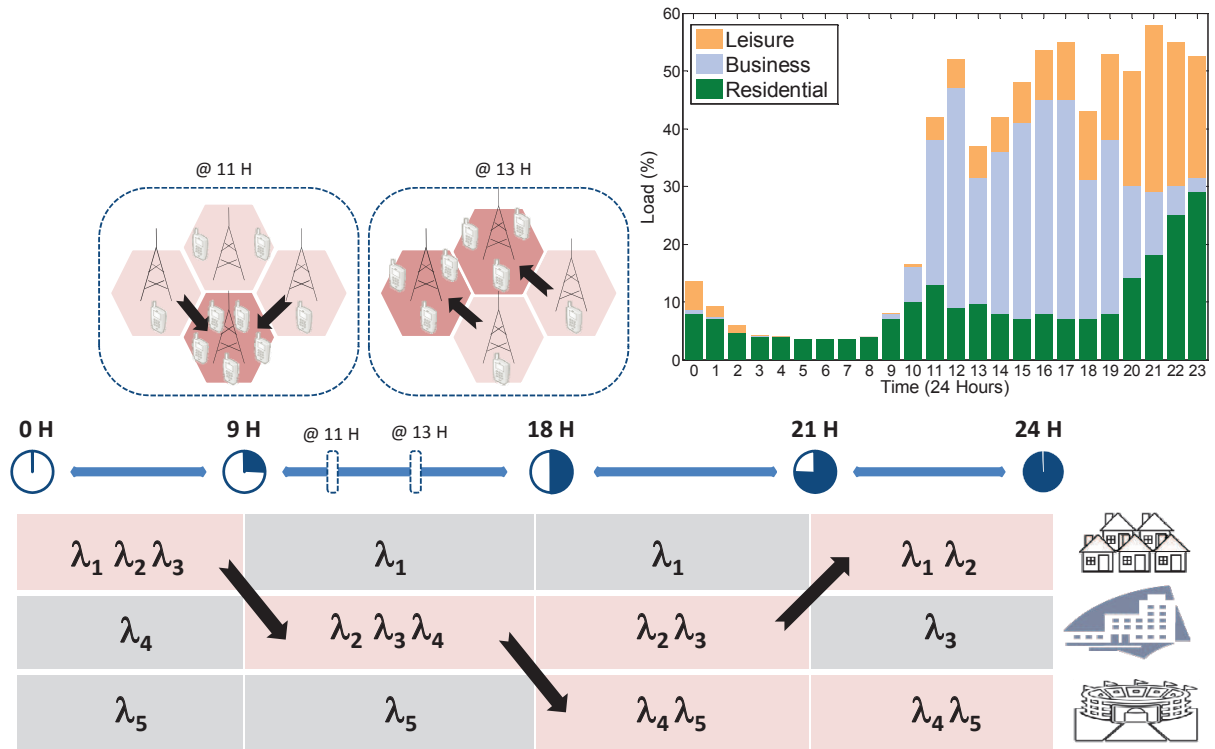 @ 11 H
@ 13 H
Leisure
Business
Residential
Load (%)
60
50
40
30
20
10
0
0 1 2 3 4 5 6 7 8 9 10 11 12 13 14 15 16 17 18 19 20 21 22 23
Time (24 Hours)
0 H
9 H
@ 11 H
@ 13 H
18 H
21 H
24 H
λ1 λ2 λ3
λ1
λ1
λ1 λ2
λ4
λ2 λ3 λ4
λ2 λ3
λ3
λ5
λ5
λ4 λ5
λ4 λ5